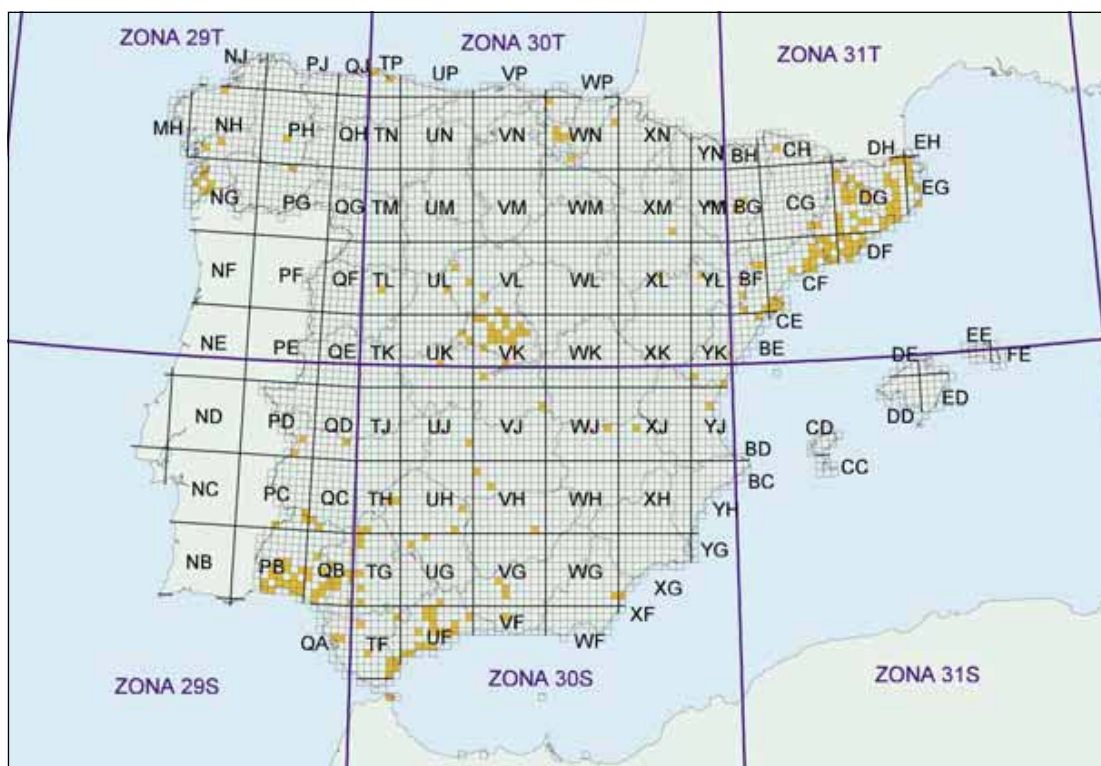 ZONA 29T
ZONA 30T
ZONA 31T
NJ PJ QJ TP UP VP WP
MH NH PH QH TN UN VN WN XN YN BH CH DH EH
NG PG QG TM UM VM WM XM YM BG CG DG EG
NF PF QF TL UL VL WL XL YL BF CF DF
NE PE QE TK UK VK WK XK YK BE CE DE EE FE
ND PD QD TJ UJ VJ WJ XJ YJ BD CD DD ED
NC PC QC TH UH VH WH XH YH BC CC
NB PB QB TG UG VG WG XG YG
QA TF UF VF WF XF
ZONA 29S
ZONA 30S
ZONA 31S